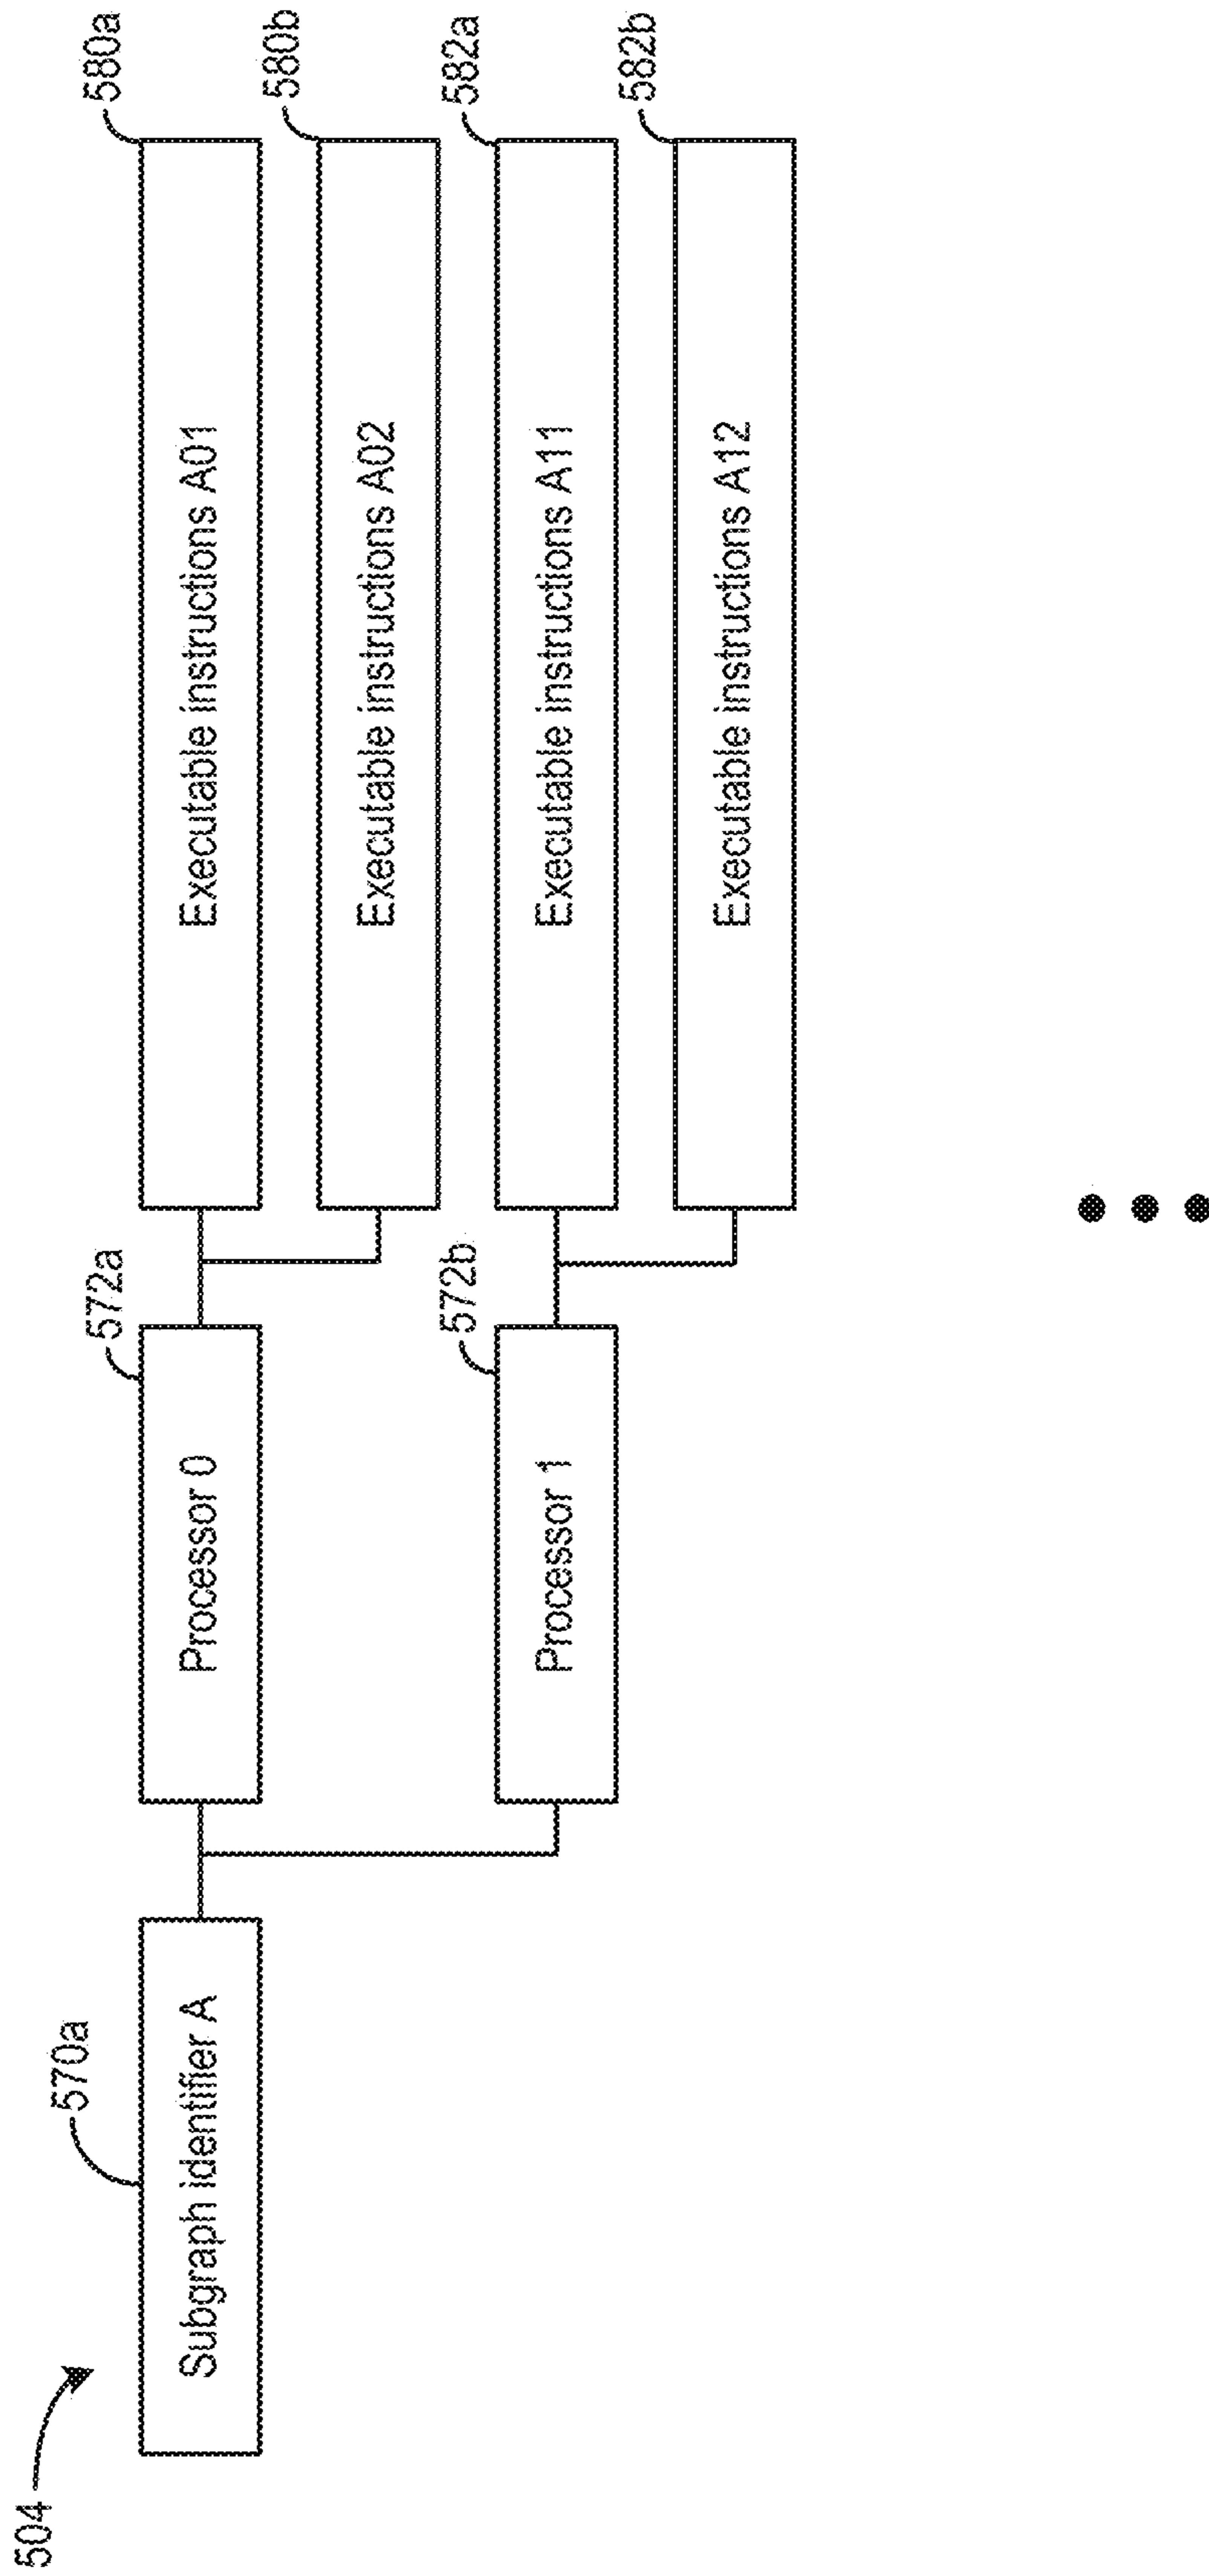 504
570a
Subgraph identifier A
572a
Processor 0
580a
Executable instructions A01
580b
Executable instructions A02
572b
Processor 1
582a
Executable instructions A11
582b
Executable instructions A12